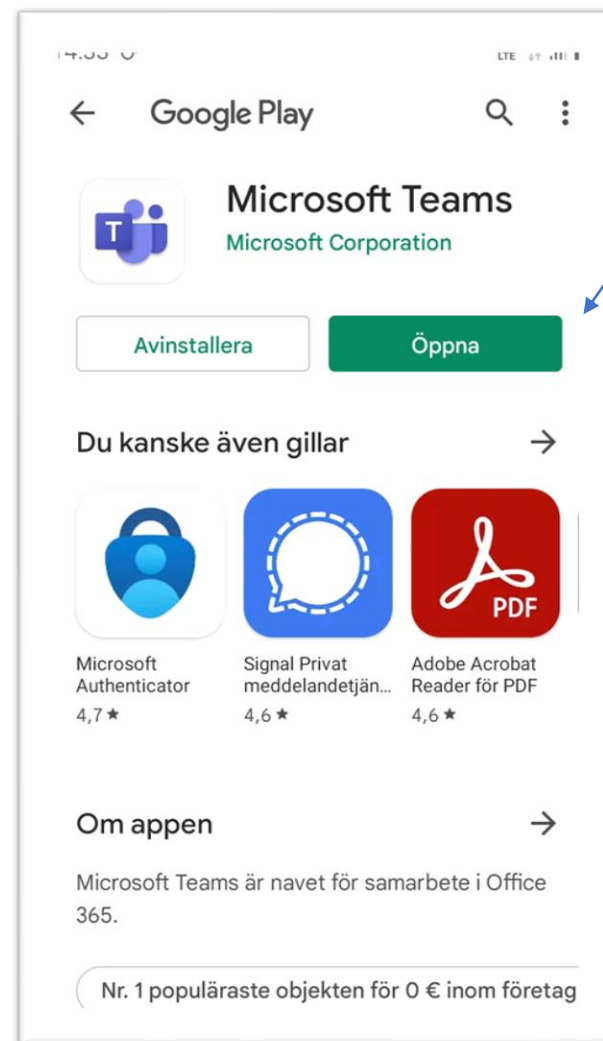 LTE
Google Play
Microsoft Teams
Microsoft Corporation
T
Avinstallera
Öppna
Du kanske även gillar
PDF
Microsoft
Authenticator
4,7 ★
Signal Privat
meddelandetjän...
4,6 ★
Adobe Acrobat
Reader för PDF
4,6 ★
Om appen
Microsoft Teams är navet för samarbete i Office
365.
Nr. 1 populäraste objekten för 0 € inom företag